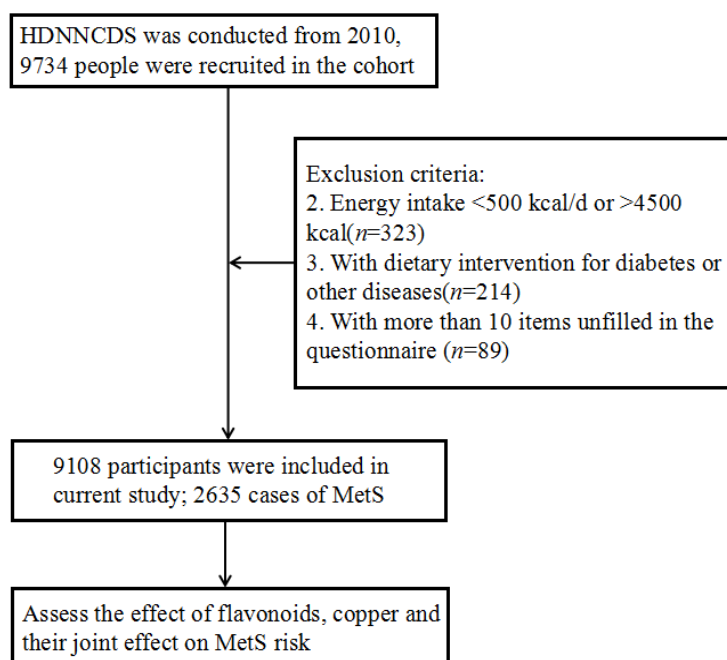 HDNNCDS was conducted from 2010,
9734 people were recruited in the cohort
Exclusion criteria:
2. Energy intake <500 kcal/d or >4500
kcal(n=323)
3. With dietary intervention for diabetes or
other diseases(n=214)
4. With more than 10 items unfilled in the
questionnaire (n=89)
9108 participants were included in
current study; 2635 cases of MetS
Assess the effect of flavonoids, copper and
their joint effect on MetS risk